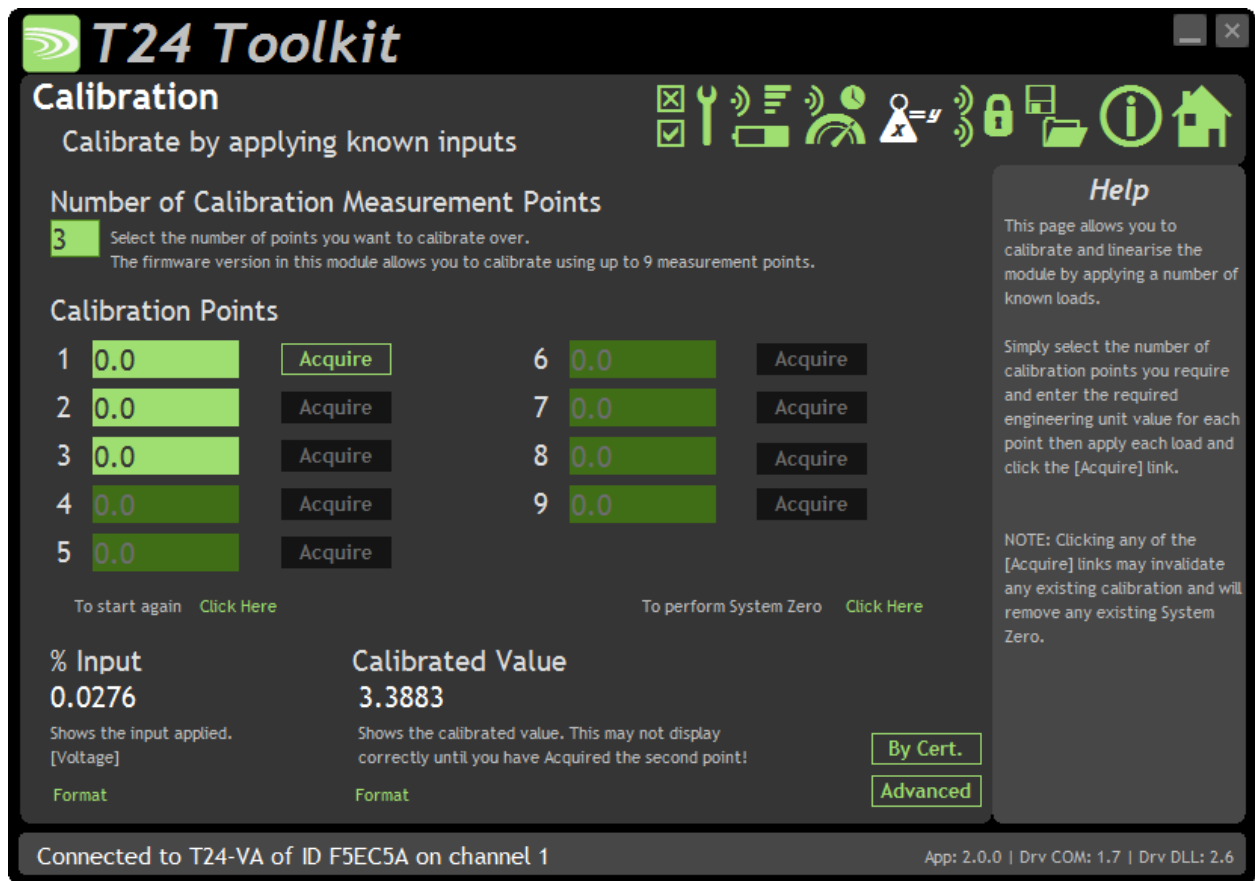 T24 Toolkit
Calibration
Calibrate by applying known inputs
x=y
Number of Calibration Measurement Points
3
Select the number of points you want to calibrate over.
The firmware version in this module allows you to calibrate using up to 9 measurement points.
Calibration Points
1 0.0 Acquire 6 0.0 Acquire
2 0.0 Acquire 7 0.0 Acquire
3 0.0 Acquire 8 0.0 Acquire
4 0.0 Acquire 9 0.0 Acquire
5 0.0 Acquire
To start again Click Here To perform System Zero Click Here
% Input
0.0276
Shows the input applied.
[Voltage]
Format
Calibrated Value
3.3883
Shows the calibrated value. This may not display
correctly until you have Acquired the second point!
Format
By Cert.
Advanced
Help
This page allows you to
calibrate and linearise the
module by applying a number of
known loads.
Simply select the number of
calibration points you require
and enter the required
engineering unit value for each
point then apply each load and
click the [Acquire] link.
NOTE: Clicking any of the
[Acquire] links may invalidate
any existing calibration and will
remove any existing System
Zero.
Connected to T24-VA of ID F5EC5A on channel 1
App: 2.0.0 | Drv COM: 1.7 | Drv DLL: 2.6